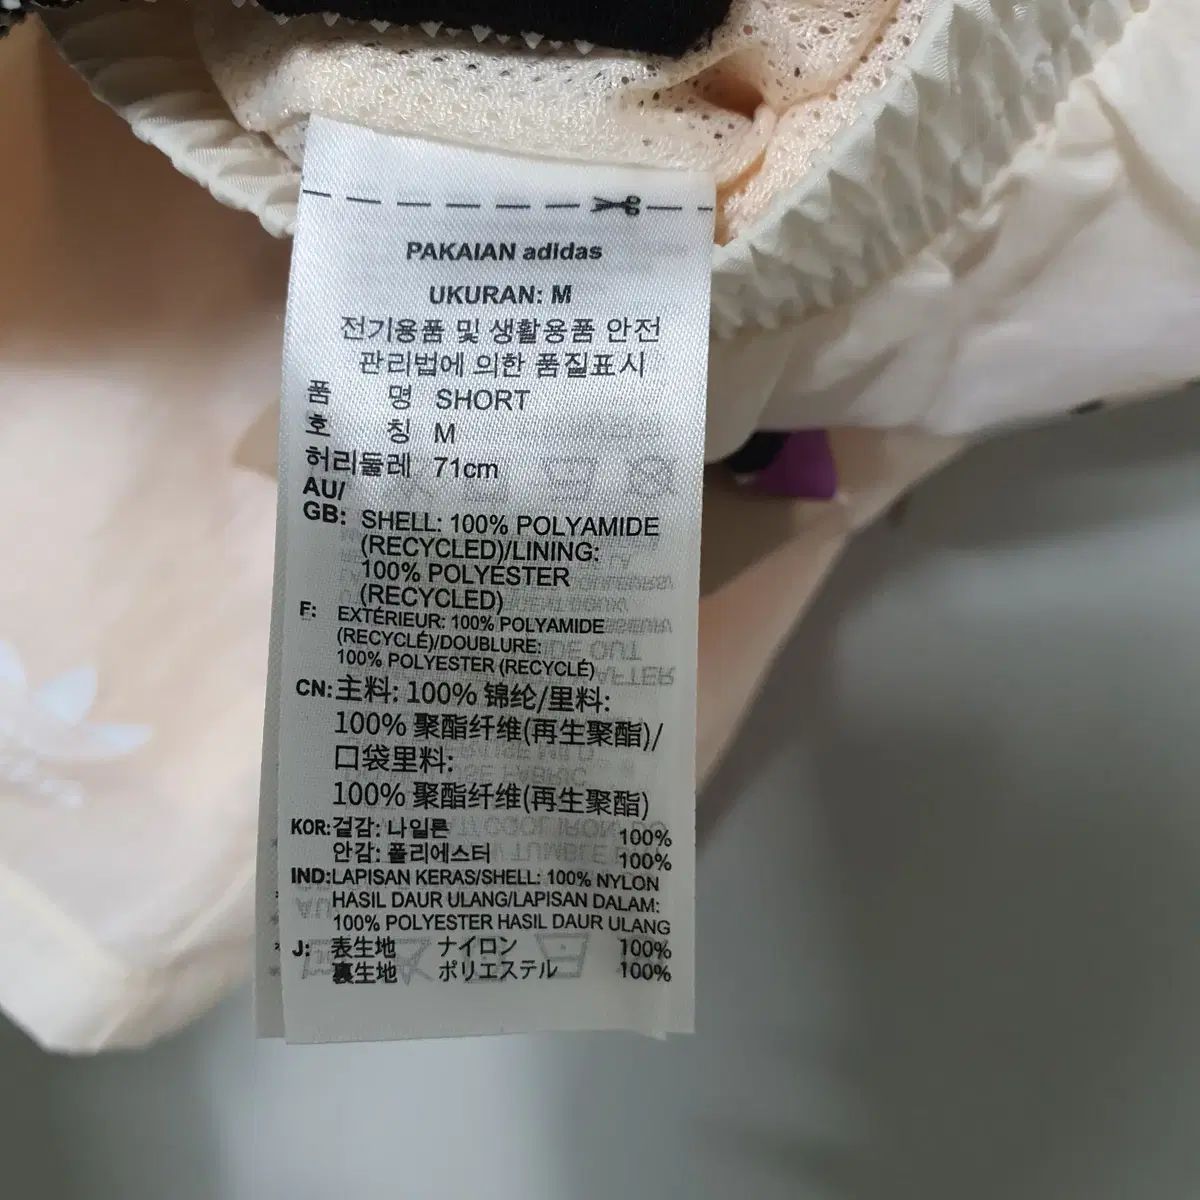 PAKAIAN adidas
UKURAN: M
전기용품 및 생활용품 안전
관리법에 의한 품질표시
품 명 SHORT
호 칭 M
허리둘레 71cm
AU/
GB: SHELL: 100% POLYAMIDE
(RECYCLED)/LINING:
100% POLYESTER
(RECYCLED)
F: EXTÉRIEUR: 100% POLYAMIDE
(RECYCLÉ)/DOUBLURE:
100% POLYESTER (RECYCLÉ)
CN: 主料: 100% 锦纶/里料:
100% 聚酯纤维(再生聚酯)/
口袋里料:
100% 聚酯纤维(再生聚酯)
KOR: 겉감: 나일론 100%
안감: 폴리에스터 100%
IND: LAPISAN KERAS/SHELL: 100% NYLON
HASIL DAUR ULANG/LAPISAN DALAM:
100% POLYESTER HASIL DAUR ULANG
J: 表生地 ナイロン 100%
裏生地 ポリエステル 100%